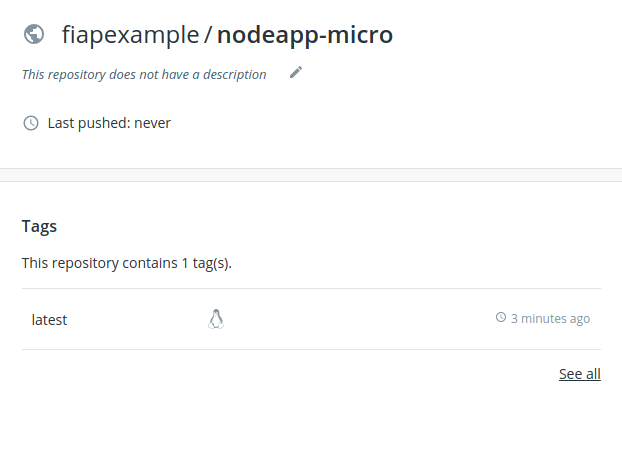 fiapexample / nodeapp-micro
This repository does not have a description
Last pushed: never
Tags
This repository contains 1 tag(s).
latest 3 minutes ago
See all